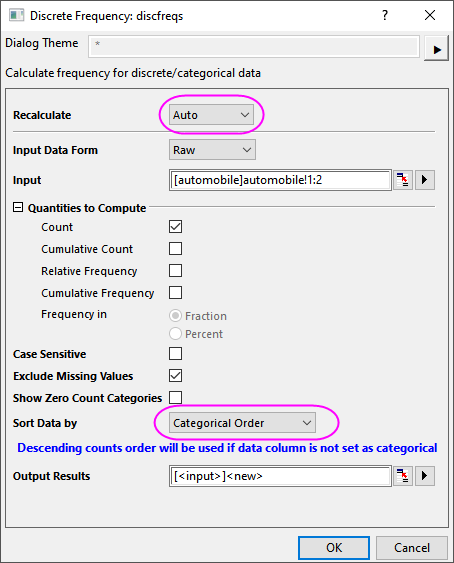 Discrete Frequency: discfreqs
Dialog Theme *
Calculate frequency for discrete/categorical data
Recalculate Auto
Input Data Form Raw
Input [automobile]automobile!1:2
Quantities to Compute
Count
Cumulative Count
Relative Frequency
Cumulative Frequency
Frequency in Fraction
Percent
Case Sensitive
Exclude Missing Values
Show Zero Count Categories
Sort Data by Categorical Order
Descending counts order will be used if data column is not set as categorical
Output Results [<input>]<new>
OK Cancel